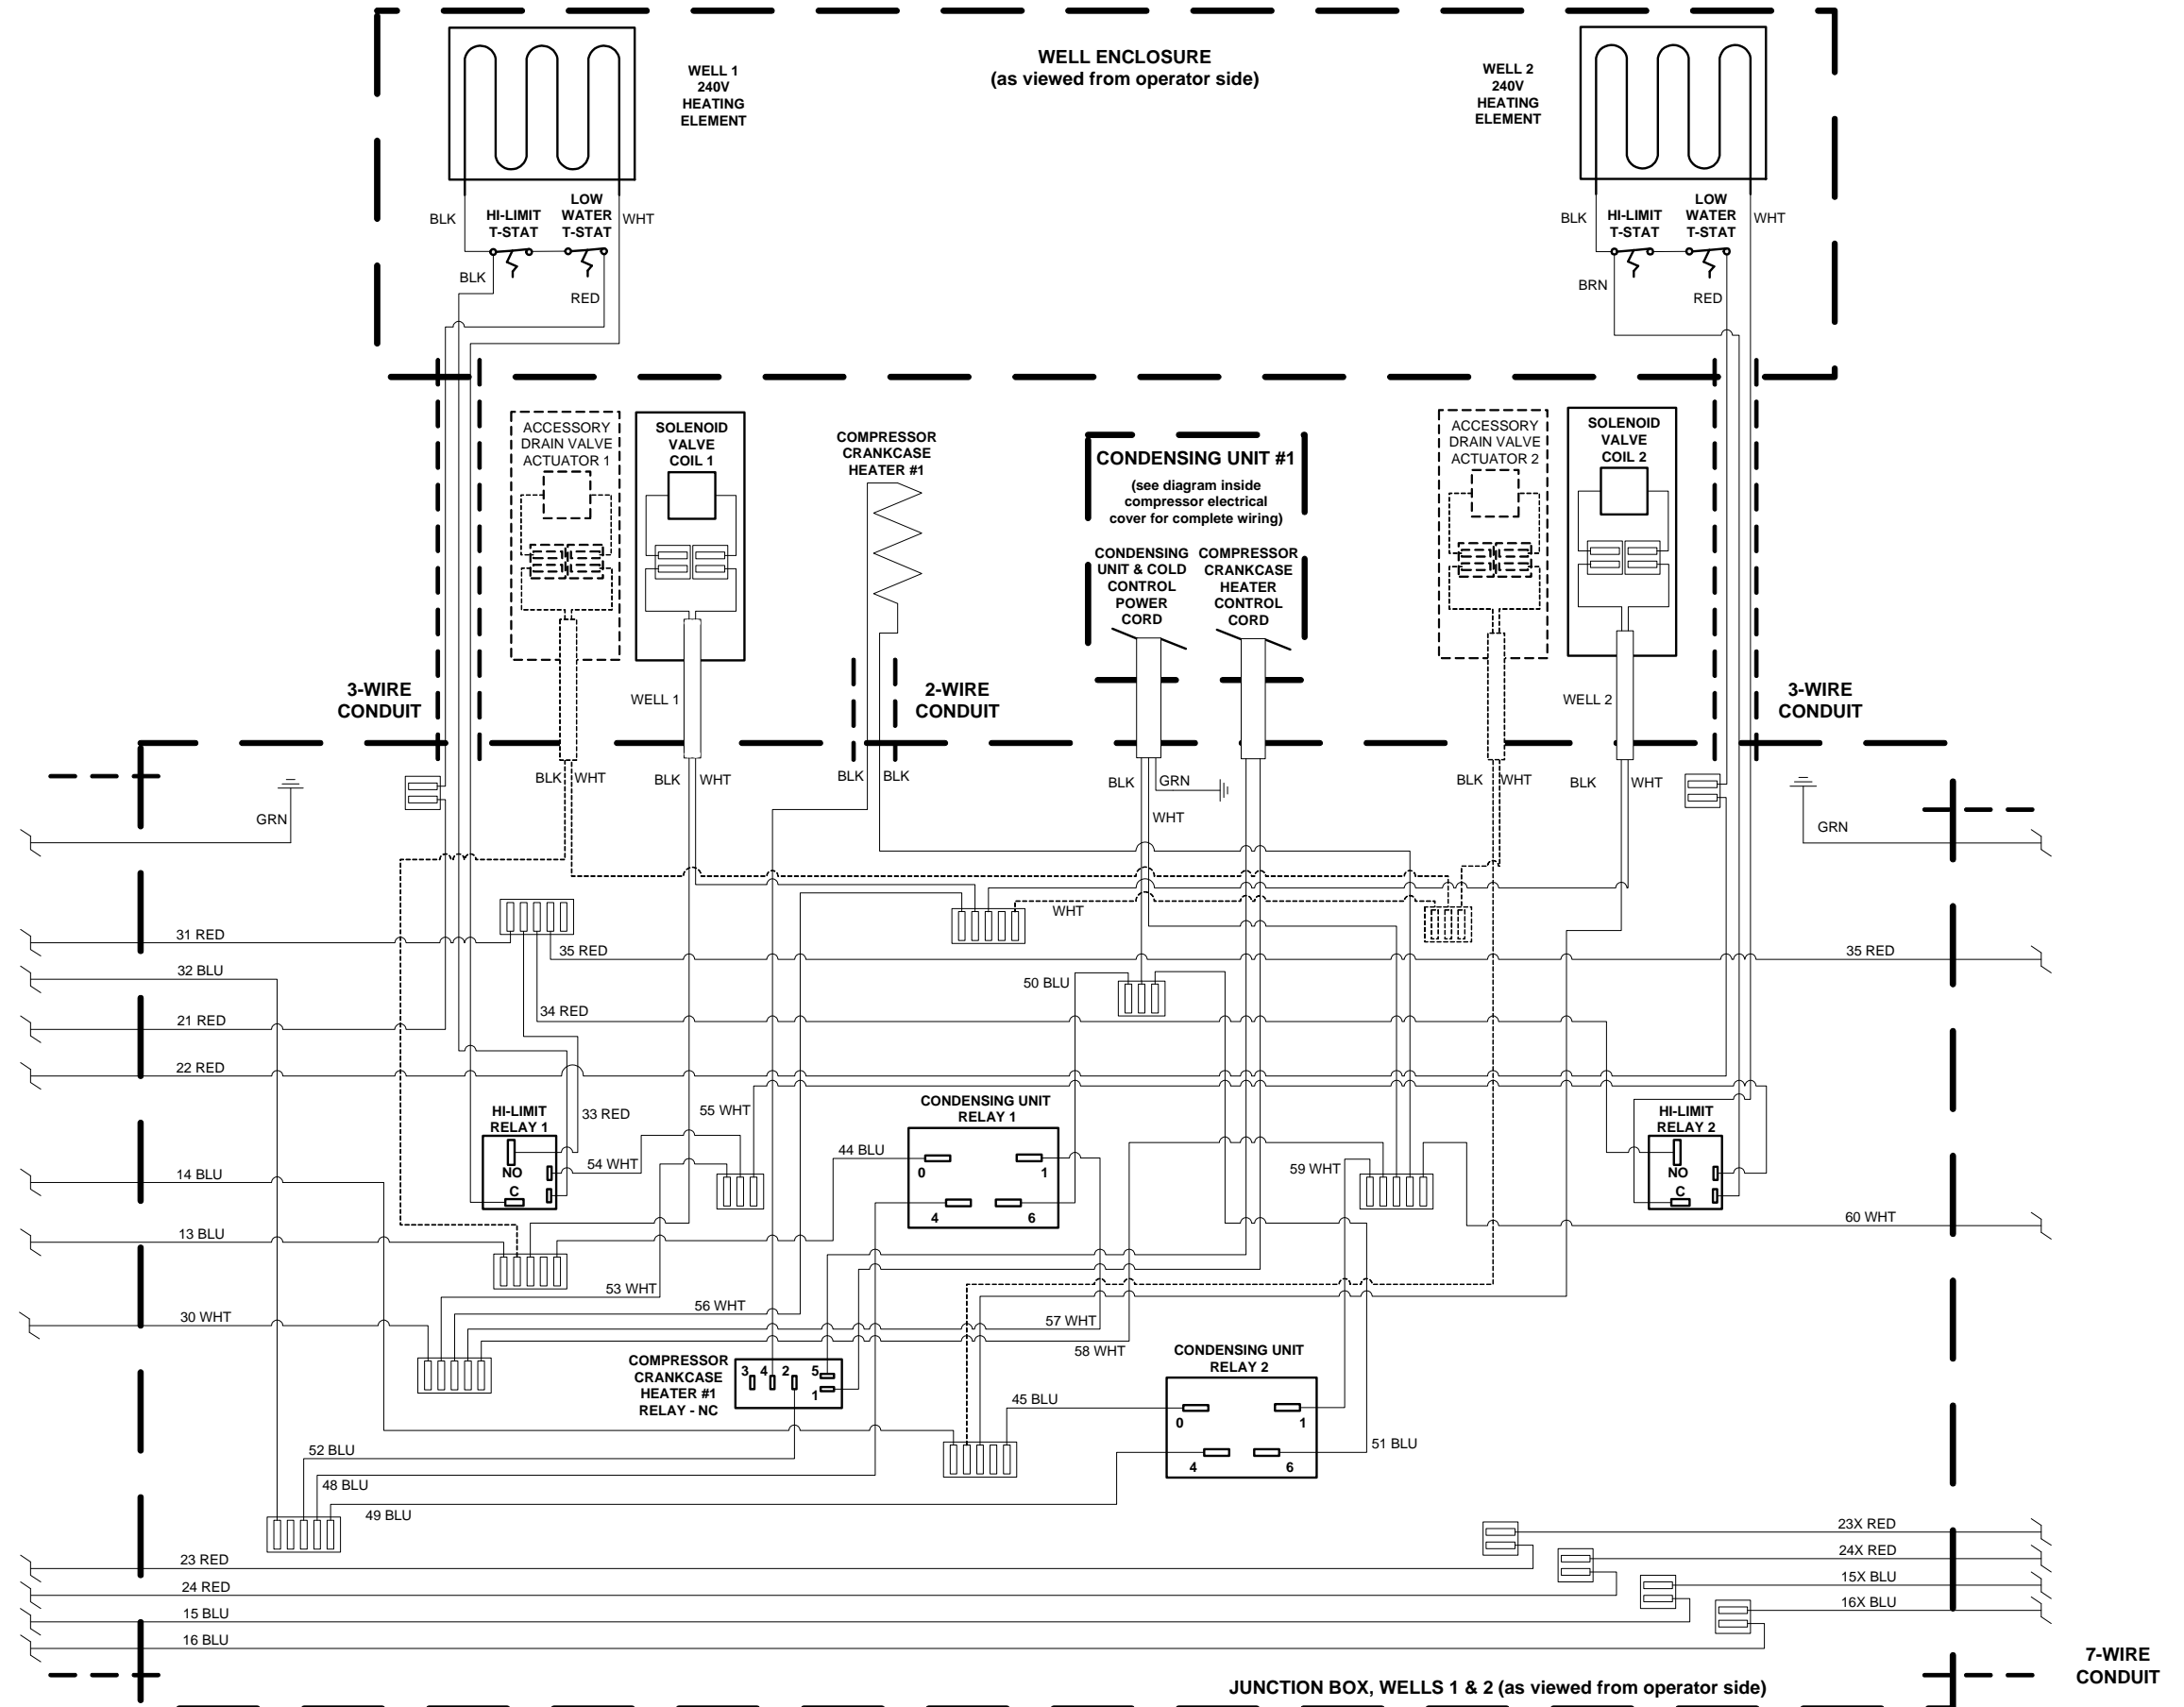 WELL ENCLOSURE
(as viewed from operator side)
WELL 1
240V
HEATING
ELEMENT
WELL 2
240V
HEATING
ELEMENT
BLK
HI-LIMIT
T-STAT
LOW
WATER
T-STAT
WHT
BLK
RED
BLK
HI-LIMIT
T-STAT
LOW
WATER
T-STAT
WHT
BRN
RED
ACCESSORY
DRAIN VALVE
ACTUATOR 1
SOLENOID
VALVE
COIL 1
COMPRESSOR
CRANKCASE
HEATER #1
CONDENSING UNIT #1
(see diagram inside
compressor electrical
cover for complete wiring)
CONDENSING
UNIT & COLD
CONTROL
POWER
CORD
COMPRESSOR
CRANKCASE
HEATER
CONTROL
CORD
ACCESSORY
DRAIN VALVE
ACTUATOR 2
SOLENOID
VALVE
COIL 2
3-WIRE
CONDUIT
WELL 1
2-WIRE
CONDUIT
WELL 2
3-WIRE
CONDUIT
BLK
WHT
BLK
WHT
BLK
BLK
BLK
GRN
WHT
BLK
WHT
BLK
WHT
GRN
GRN
WHT
31 RED
35 RED
35 RED
32 BLU
50 BLU
34 RED
21 RED
22 RED
HI-LIMIT
RELAY 1
33 RED
55 WHT
CONDENSING UNIT
RELAY 1
HI-LIMIT
RELAY 2
NO
C
54 WHT
44 BLU
0
1
4
6
59 WHT
NO
C
14 BLU
13 BLU
60 WHT
53 WHT
56 WHT
30 WHT
57 WHT
58 WHT
COMPRESSOR
CRANKCASE
HEATER #1
RELAY - NC
3
4
2
5
1
CONDENSING UNIT
RELAY 2
45 BLU
0
1
4
6
51 BLU
52 BLU
48 BLU
49 BLU
23X RED
24X RED
15X BLU
16X BLU
23 RED
24 RED
15 BLU
16 BLU
7-WIRE
CONDUIT
JUNCTION BOX, WELLS 1 & 2 (as viewed from operator side)